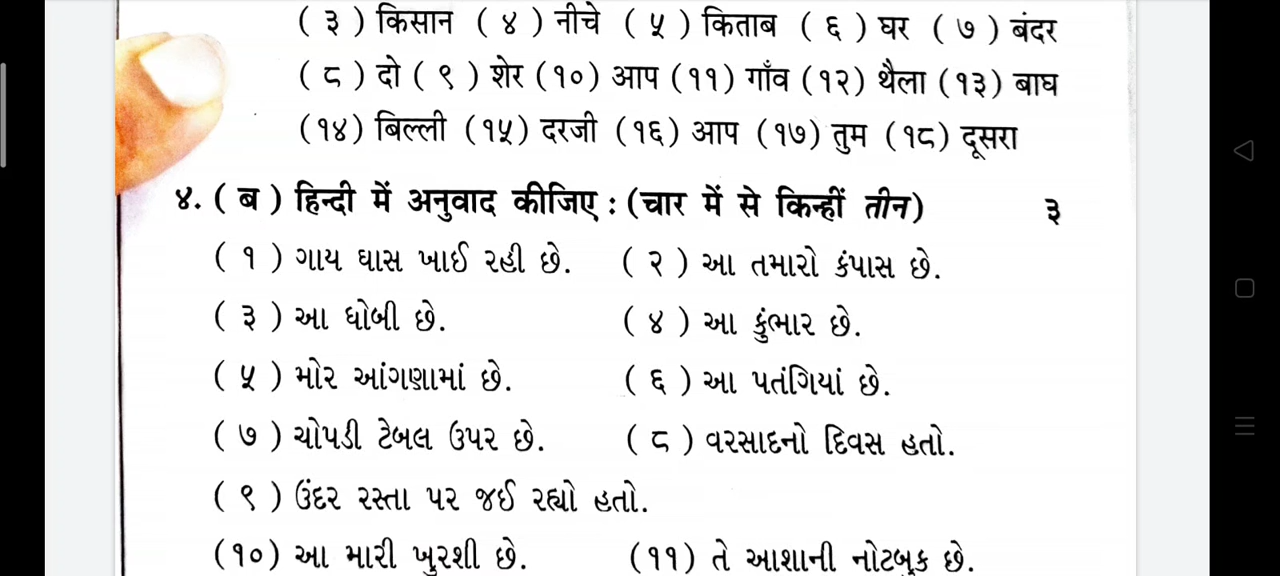 ( ३ ) किसान ( ४ ) नीचे ( ५ ) किताब ( ६ ) घर ( ७ ) बंदर
( ८ ) दो ( ९ ) शेर (१०) आप (११) गाँव (१२) थैला (१३) बाघ
(१४) बिल्ली (१५) दरजी (१६) आप (१७) तुम (१८) दूसरा
४. ( ब ) हिन्दी में अनुवाद कीजिए : (चार में से किन्हीं तीन) ३
( १ ) ગાય ઘાસ ખાઈ રહી છે. ( २ ) આ તમારો કંપાસ છે.
( ३ ) આ ધોબી છે. ( ४ ) આ કુંભાર છે.
( ५ ) મોર આંગણામાં છે. ( ६ ) આ પતંગિયાં છે.
( ७ ) ચોપડી ટેબલ ઉપર છે. ( ८ ) વરસાદનો દિવસ હતો.
( ९ ) ઉંદર રસ્તા પર જઈ રહ્યો હતો.
(१०) આ મારી ખુરશી છે. (११) તે આશાની નોટબુક છે.